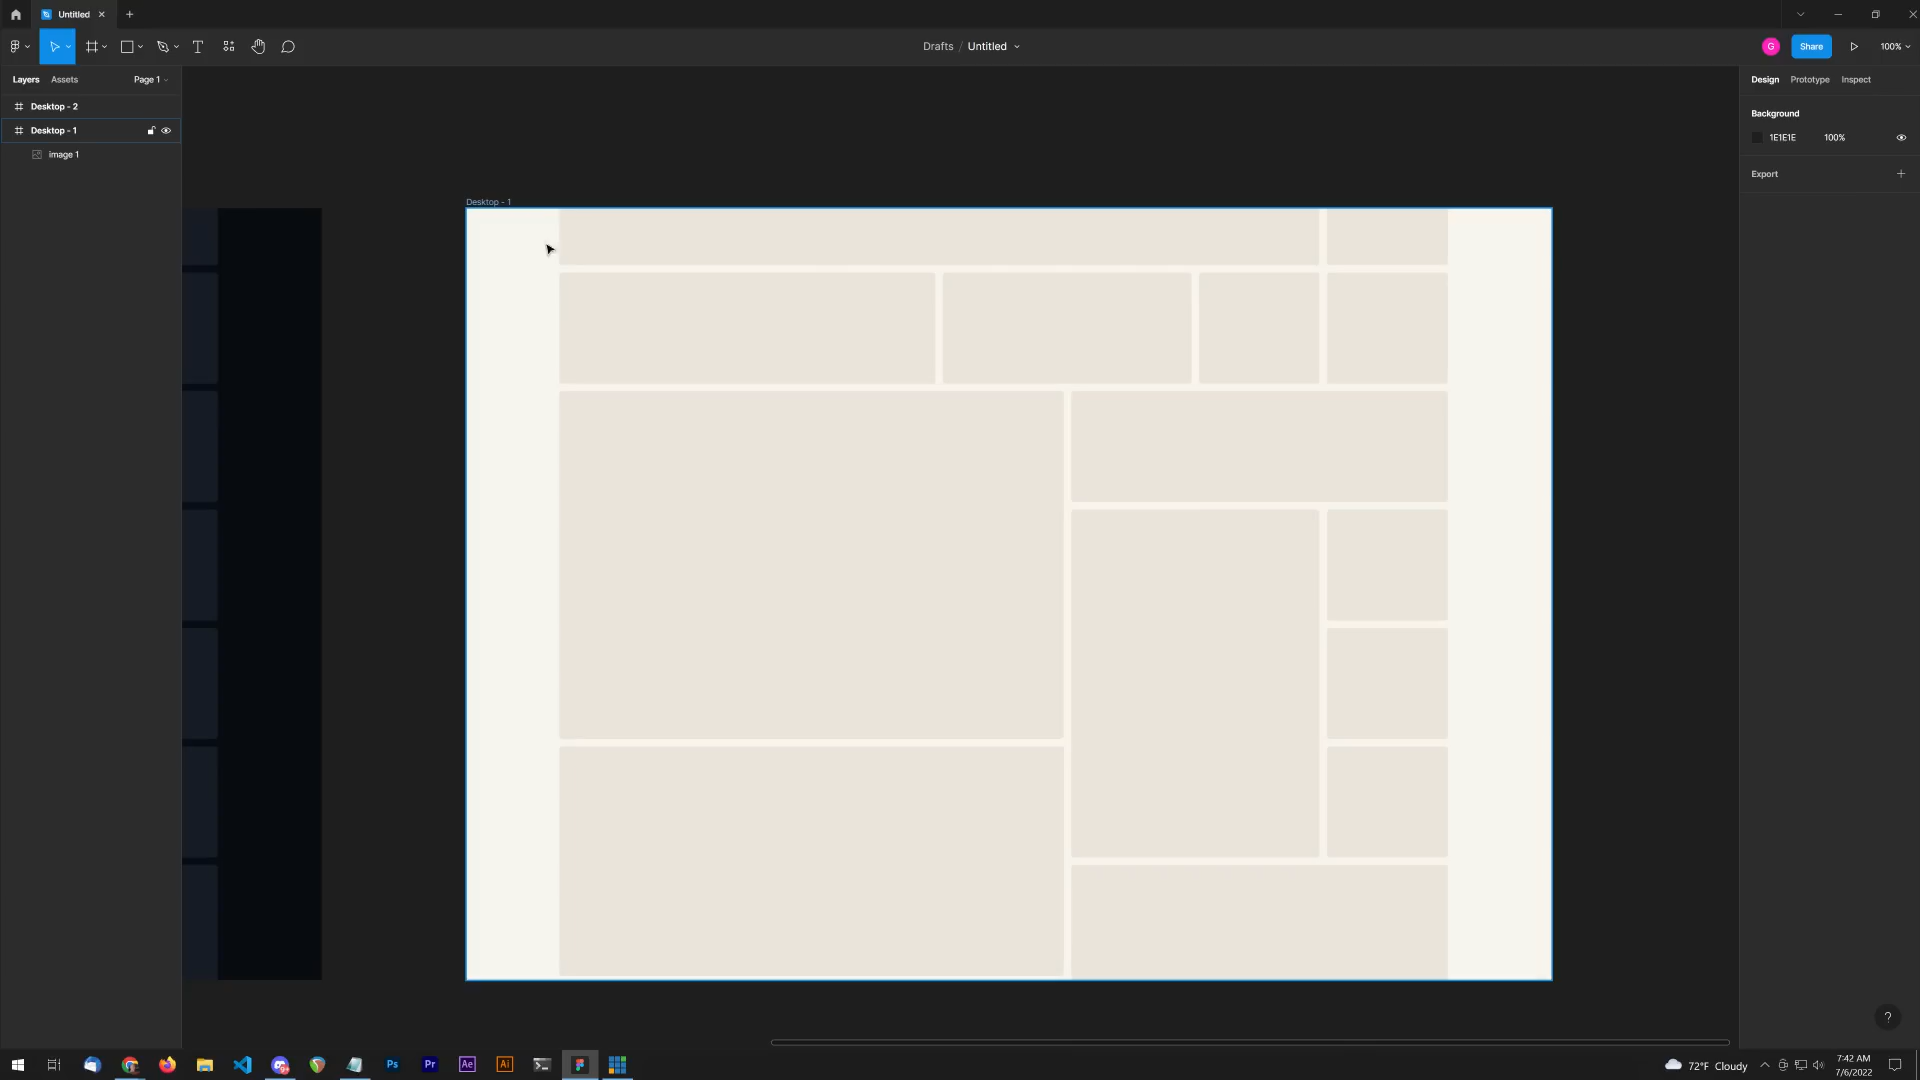 Untitled
Drafts / Untitled
G
Share
100%
Layers
Assets
Page 1
Design
Prototype
Inspect
Desktop - 2
Desktop - 1
image 1
Background
1E1E1E
100%
Export
Desktop - 1
?
Ps
Pr
Ae
Ai
9+
72°F Cloudy
7:42 AM
7/6/2022